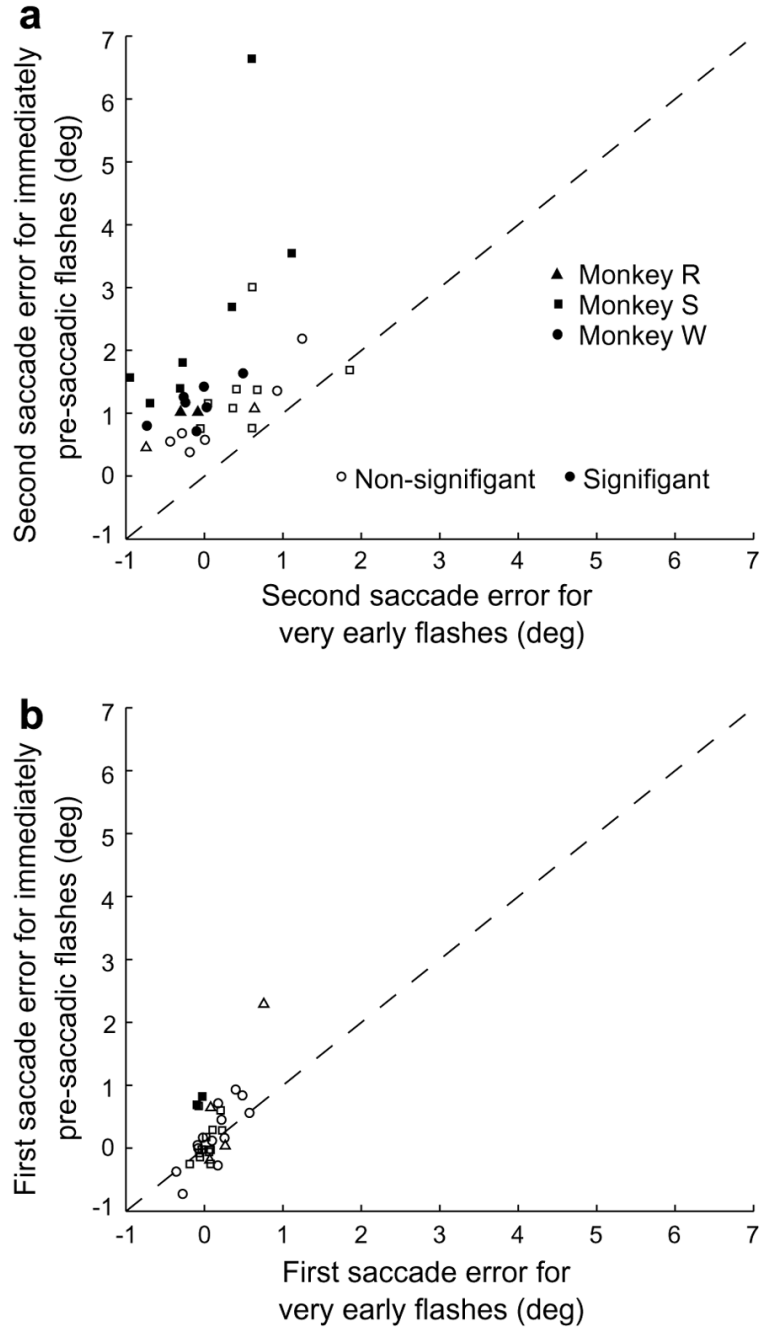 a
Second saccade error for immediately
pre-saccadic flashes (deg)
7
6
5
4
3
2
1
0
-1
Monkey R
Monkey S
Monkey W
Non-signifigant
Signifigant
-1 0 1 2 3 4 5 6 7
Second saccade error for
very early flashes (deg)
b
First saccade error for immediately
pre-saccadic flashes (deg)
7
6
5
4
3
2
1
0
-1
-1 0 1 2 3 4 5 6 7
First saccade error for
very early flashes (deg)